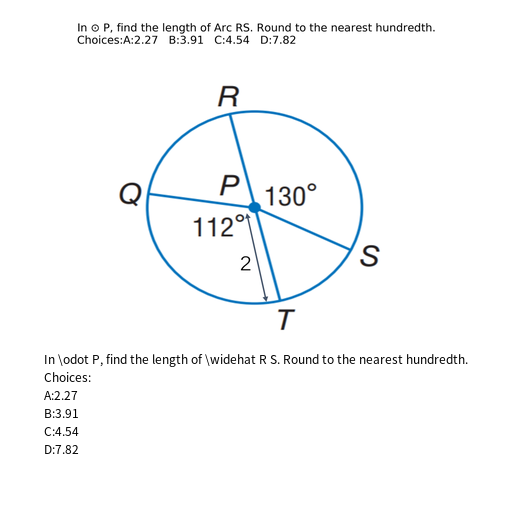 In ⊙ P, find the length of Arc RS. Round to the nearest hundredth.
Choices:A:2.27 B:3.91 C:4.54 D:7.82
R
Q
P
130°
112°
S
2
T
In \odot P, find the length of \widehat R S. Round to the nearest hundredth.
Choices:
A:2.27
B:3.91
C:4.54
D:7.82